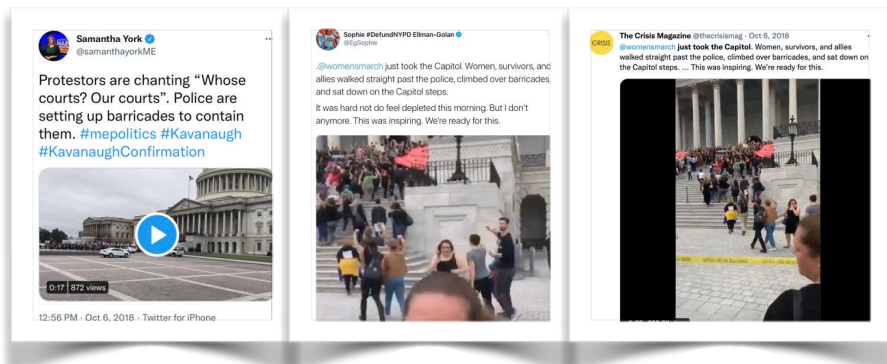 Samantha York
@samanthayorkME
Protestors are chanting “Whose
courts? Our courts”. Police are
setting up barricades to contain
them. #mepolitics #Kavanaugh
#KavanaughConfirmation
0:17 872 views
12:56 PM · Oct 6, 2018 · Twitter for iPhone
Sophie #DefundNYPD Ellman-Golan
@EgSophie
.@womensmarch just took the Capitol. Women, survivors, and
allies walked straight past the police, climbed over barricades,
and sat down on the Capitol steps.
It was hard not do feel depleted this morning. But I don’t
anymore. This was inspiring. We’re ready for this.
CRISIS
The Crisis Magazine @thecrisismag · Oct 6, 2018
@womensmarch just took the Capitol. Women, survivors, and allies
walked straight past the police, climbed over barricades, and sat down on
the Capitol steps. ... This was inspiring. We’re ready for this.